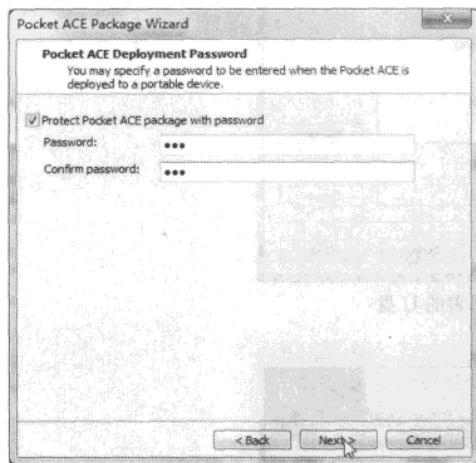 Pocket ACE Package Wizard
Pocket ACE Deployment Password
You may specify a password to be entered when the Pocket ACE is
deployed to a portable device.
Protect Pocket ACE package with password
Password:
•••
Confirm password:
•••
< Back
Next >
Cancel